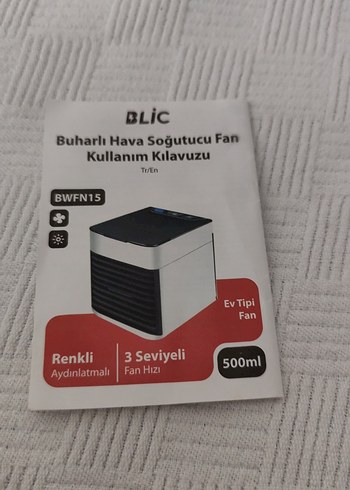 BLiC
Buharlı Hava Soğutucu Fan
Kullanım Kılavuzu
Tr/En
BWFN15
Ev Tipi
Fan
Renkli
Aydınlatmalı
3 Seviyeli
Fan Hızı
500ml